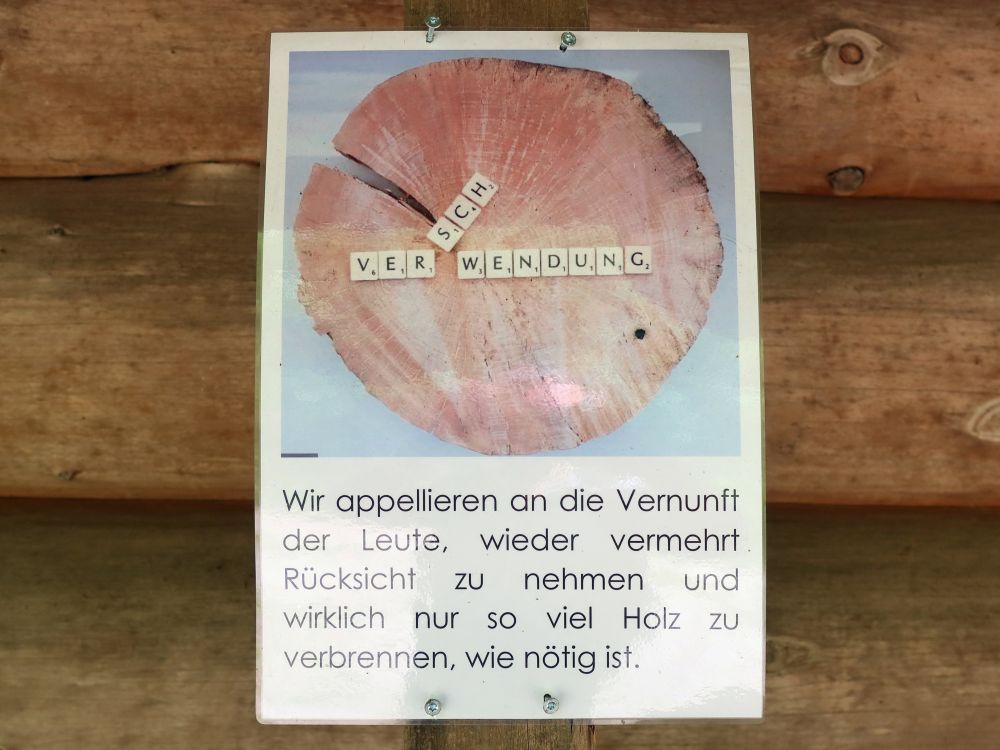 SCH
VER WENDUNG
Wir appellieren an die Vernunft
der Leute, wieder vermehrt
Rücksicht zu nehmen und
wirklich nur so viel Holz zu
verbrennen, wie nötig ist.